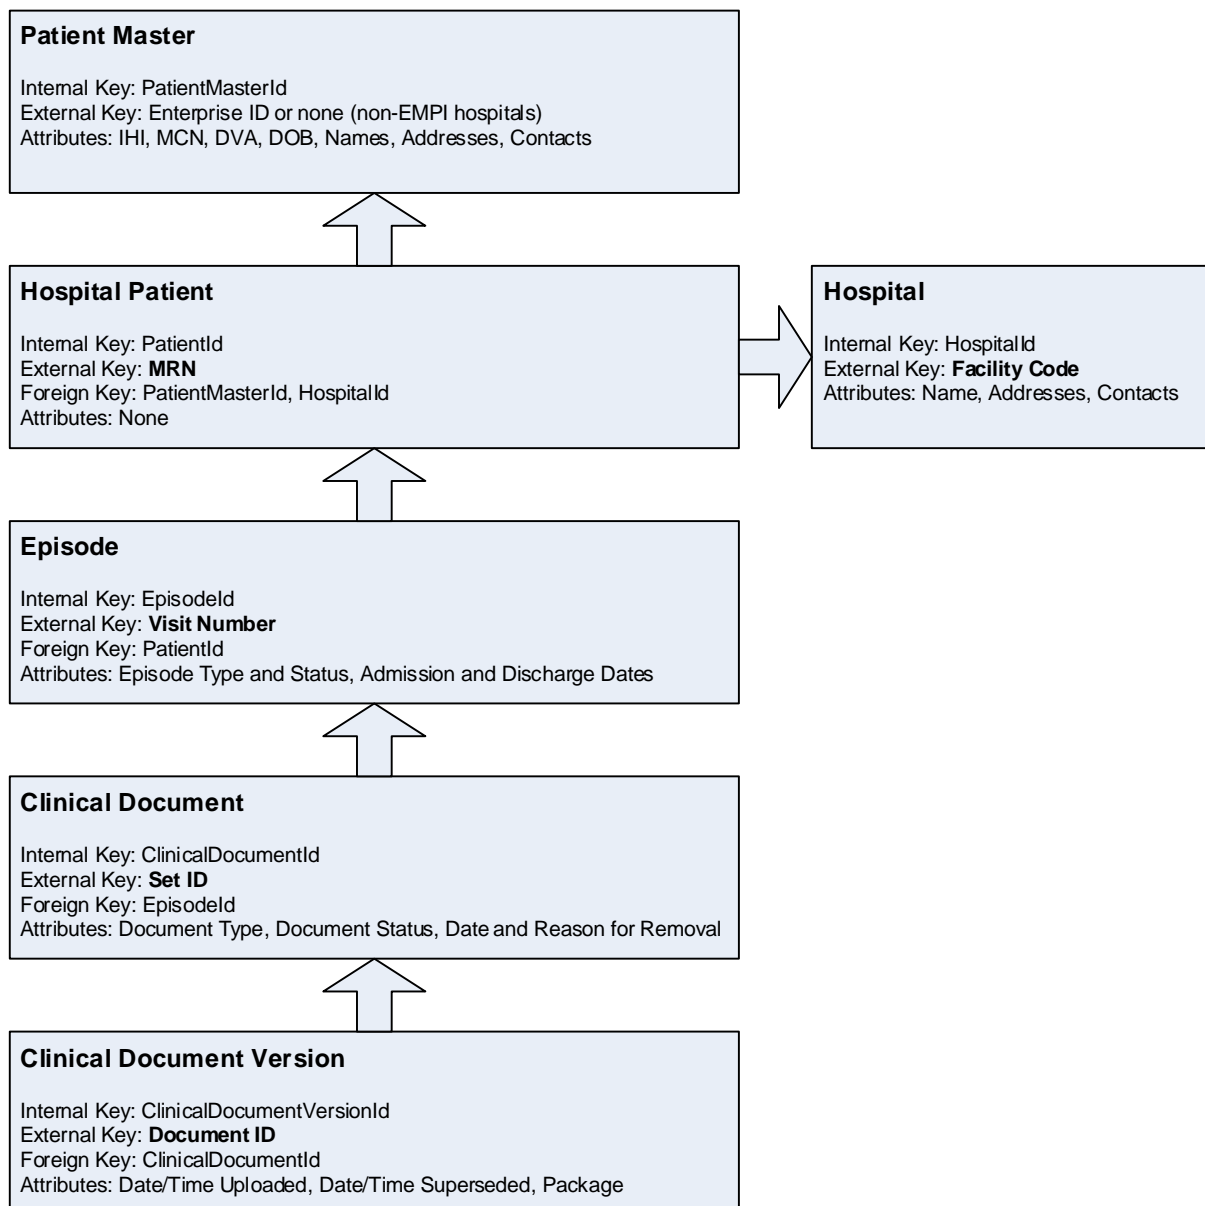 Patient Master
Internal Key: PatientMasterId
External Key: Enterprise ID or none (non-EMPI hospitals)
Attributes: IHI, MCN, DVA, DOB, Names, Addresses, Contacts
Hospital Patient
Internal Key: PatientId
External Key: MRN
Foreign Key: PatientMasterId, HospitalId
Attributes: None
Hospital
Internal Key: HospitalId
External Key: Facility Code
Attributes: Name, Addresses, Contacts
Episode
Internal Key: EpisodeId
External Key: Visit Number
Foreign Key: PatientId
Attributes: Episode Type and Status, Admission and Discharge Dates
Clinical Document
Internal Key: ClinicalDocumentId
External Key: Set ID
Foreign Key: EpisodeId
Attributes: Document Type, Document Status, Date and Reason for Removal
Clinical Document Version
Internal Key: ClinicalDocumentVersionId
External Key: Document ID
Foreign Key: ClinicalDocumentId
Attributes: Date/Time Uploaded, Date/Time Superseded, Package